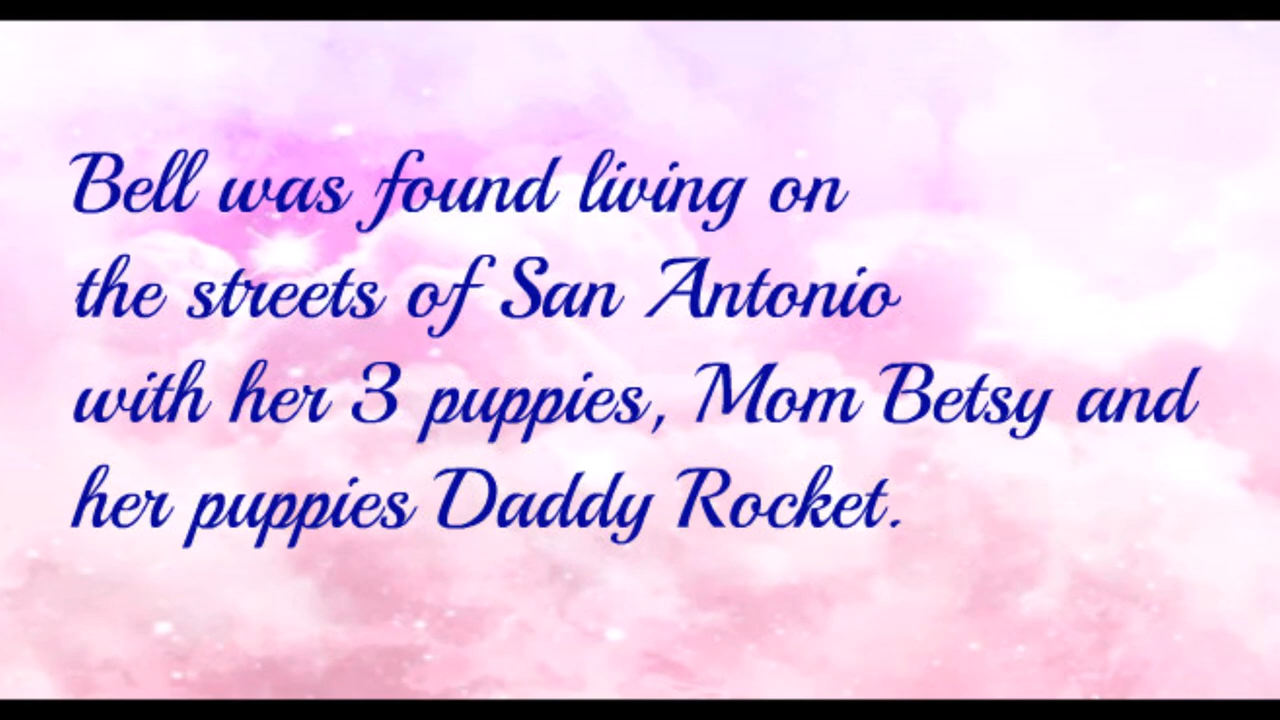 Bell was found living on
the streets of San Antonio
with her 3 puppies, Mom Betsy and
her puppies Daddy Rocket.